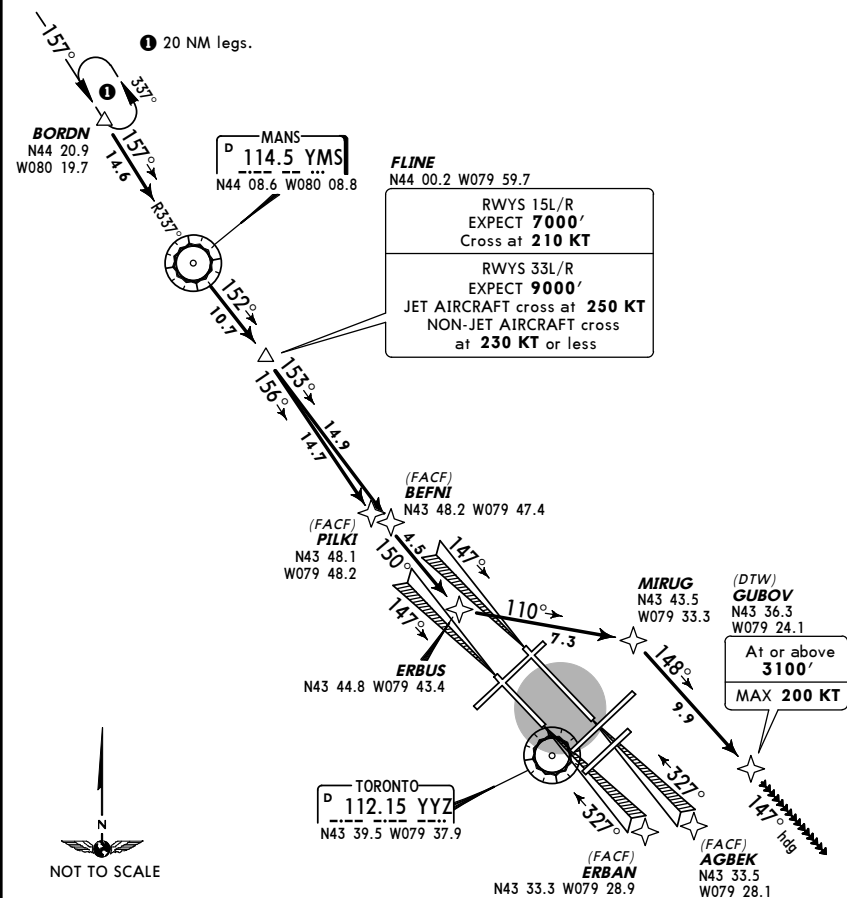 157°
❶ 20 NM legs.
❶
337°
BORDN
N44 20.9
W080 19.7
157°
14.6
R337°
MANS
D 114.5 YMS
N44 08.6 W080 08.8
FLINE
N44 00.2 W079 59.7
RWYS 15L/R
EXPECT 7000'
Cross at 210 KT
RWYS 33L/R
EXPECT 9000'
JET AIRCRAFT cross at 250 KT
NON-JET AIRCRAFT cross
at 230 KT or less
152°
10.7
153°
156°
14.9
14.7
(FACF)
BEFNI
N43 48.2 W079 47.4
(FACF)
PILKI
N43 48.1
W079 48.2
4.5
150°
147°
147°
110°
7.3
MIRUG
N43 43.5
W079 33.3
(DTW)
GUBOV
N43 36.3
W079 24.1
At or above
3100'
MAX 200 KT
ERBUS
N43 44.8 W079 43.4
148°
9.9
TORONTO
D 112.15 YYZ
N43 39.5 W079 37.9
327°
327°
147° hdg
(FACF)
ERBAN
N43 33.3 W079 28.9
(FACF)
AGBEK
N43 33.5
W079 28.1
N
NOT TO SCALE